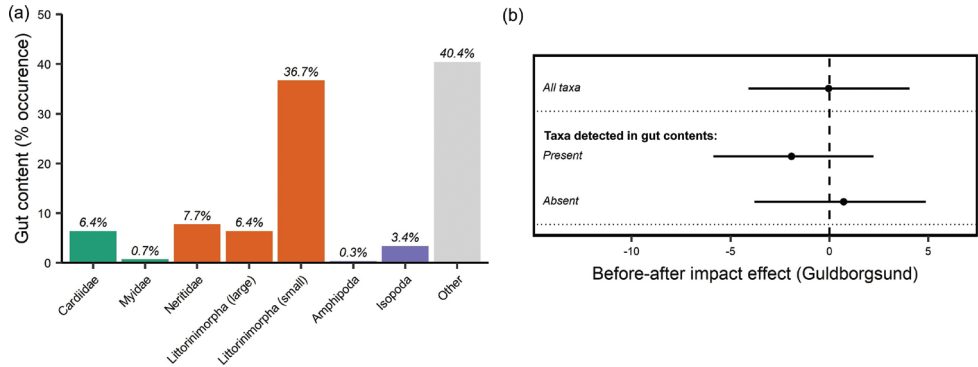 (a)
Gut content (% occurence)
50
40
30
20
10
0
6.4%
0.7%
7.7%
6.4%
36.7%
0.3%
3.4%
40.4%
Cardiidae
Myidae
Neritidae
Littorinimorpha (large)
Littorinimorpha (small)
Amphipoda
Isopoda
Other
(b)
All taxa
Taxa detected in gut contents:
Present
Absent
-10
-5
0
5
Before-after impact effect (Guldborgsund)